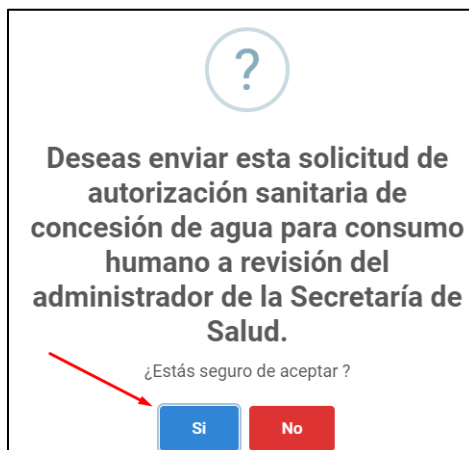 ?
Deseas enviar esta solicitud de
autorización sanitaria de
concesión de agua para consumo
humano a revisión del
administrador de la Secretaría de
Salud.
¿Estás seguro de aceptar ?
Si No